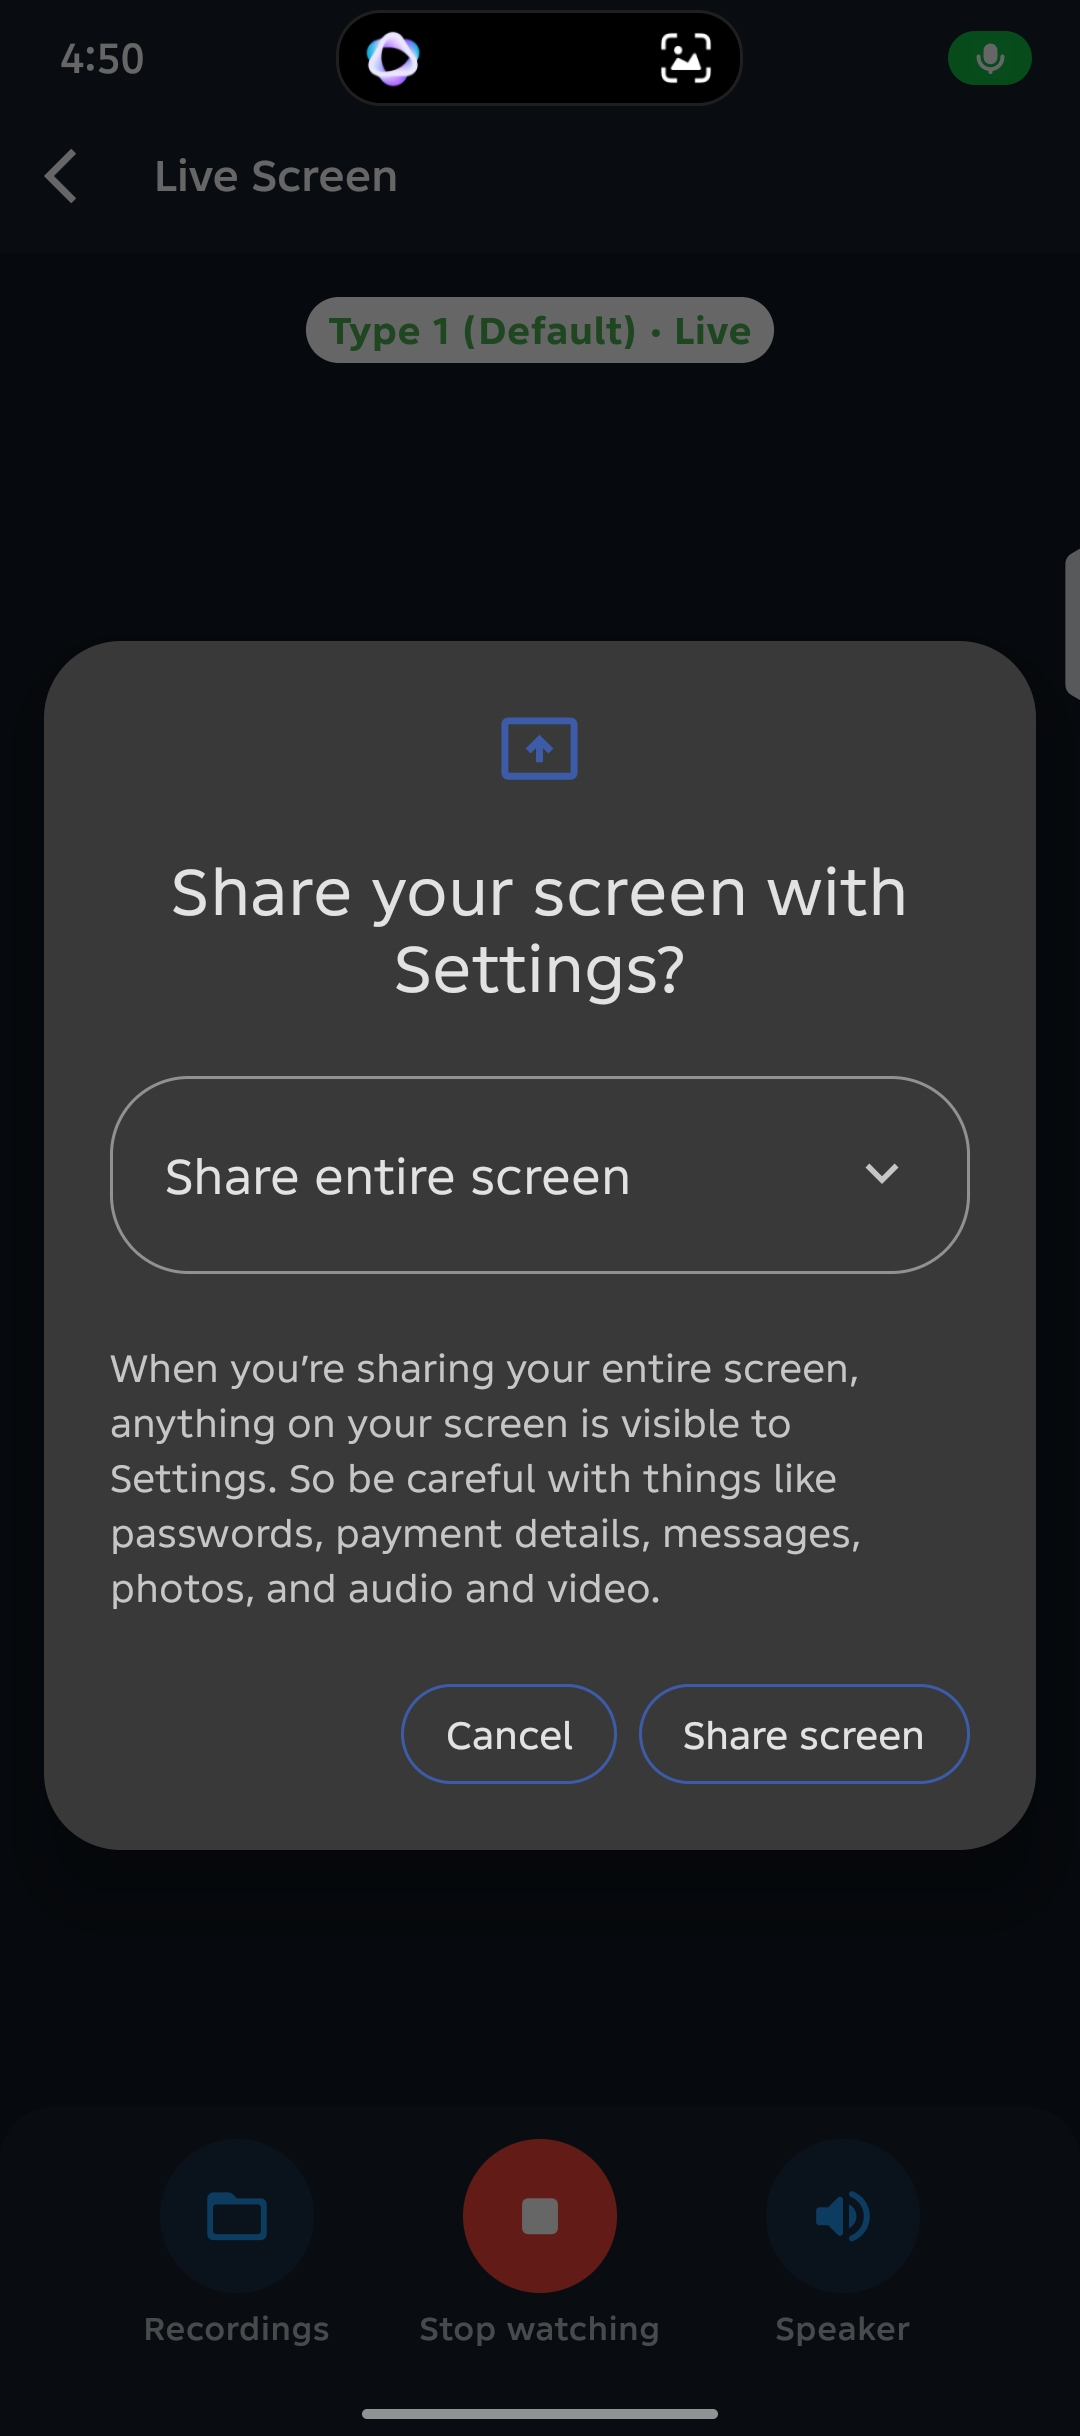 4:50
Live Screen
Type 1 (Default) • Live
Share your screen with
Settings?
Share entire screen
When you’re sharing your entire screen,
anything on your screen is visible to
Settings. So be careful with things like
passwords, payment details, messages,
photos, and audio and video.
Cancel
Share screen
Recordings
Stop watching
Speaker